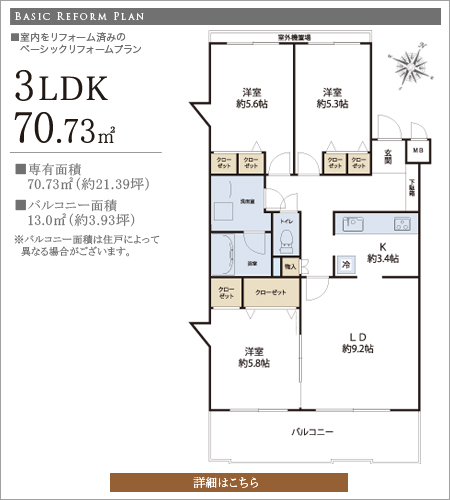 BASIC REFORM PLAN
■室内をリフォーム済みの
ベーシックリフォームプラン
3LDK
70.73㎡
■専有面積
70.73㎡(約21.39坪)
■バルコニー面積
13.0㎡(約3.93坪)
※バルコニー面積は住戸によって
異なる場合がございます。
室外機置場
洋室
約5.6帖
洋室
約5.3帖
クローゼット
クローゼット
クローゼット
クローゼット
玄関
MB
下駄箱
洗面室
トイレ
浴室
物入
K
約3.4帖
冷
クローゼット
クローゼット
洋室
約5.8帖
LD
約9.2帖
バルコニー
詳細はこちら